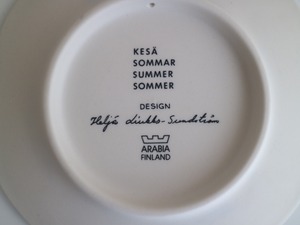 KESÄ
SOMMAR
SUMMER
SOMMER
DESIGN
Heljä Liukko-Sundström
ARABIA
FINLAND